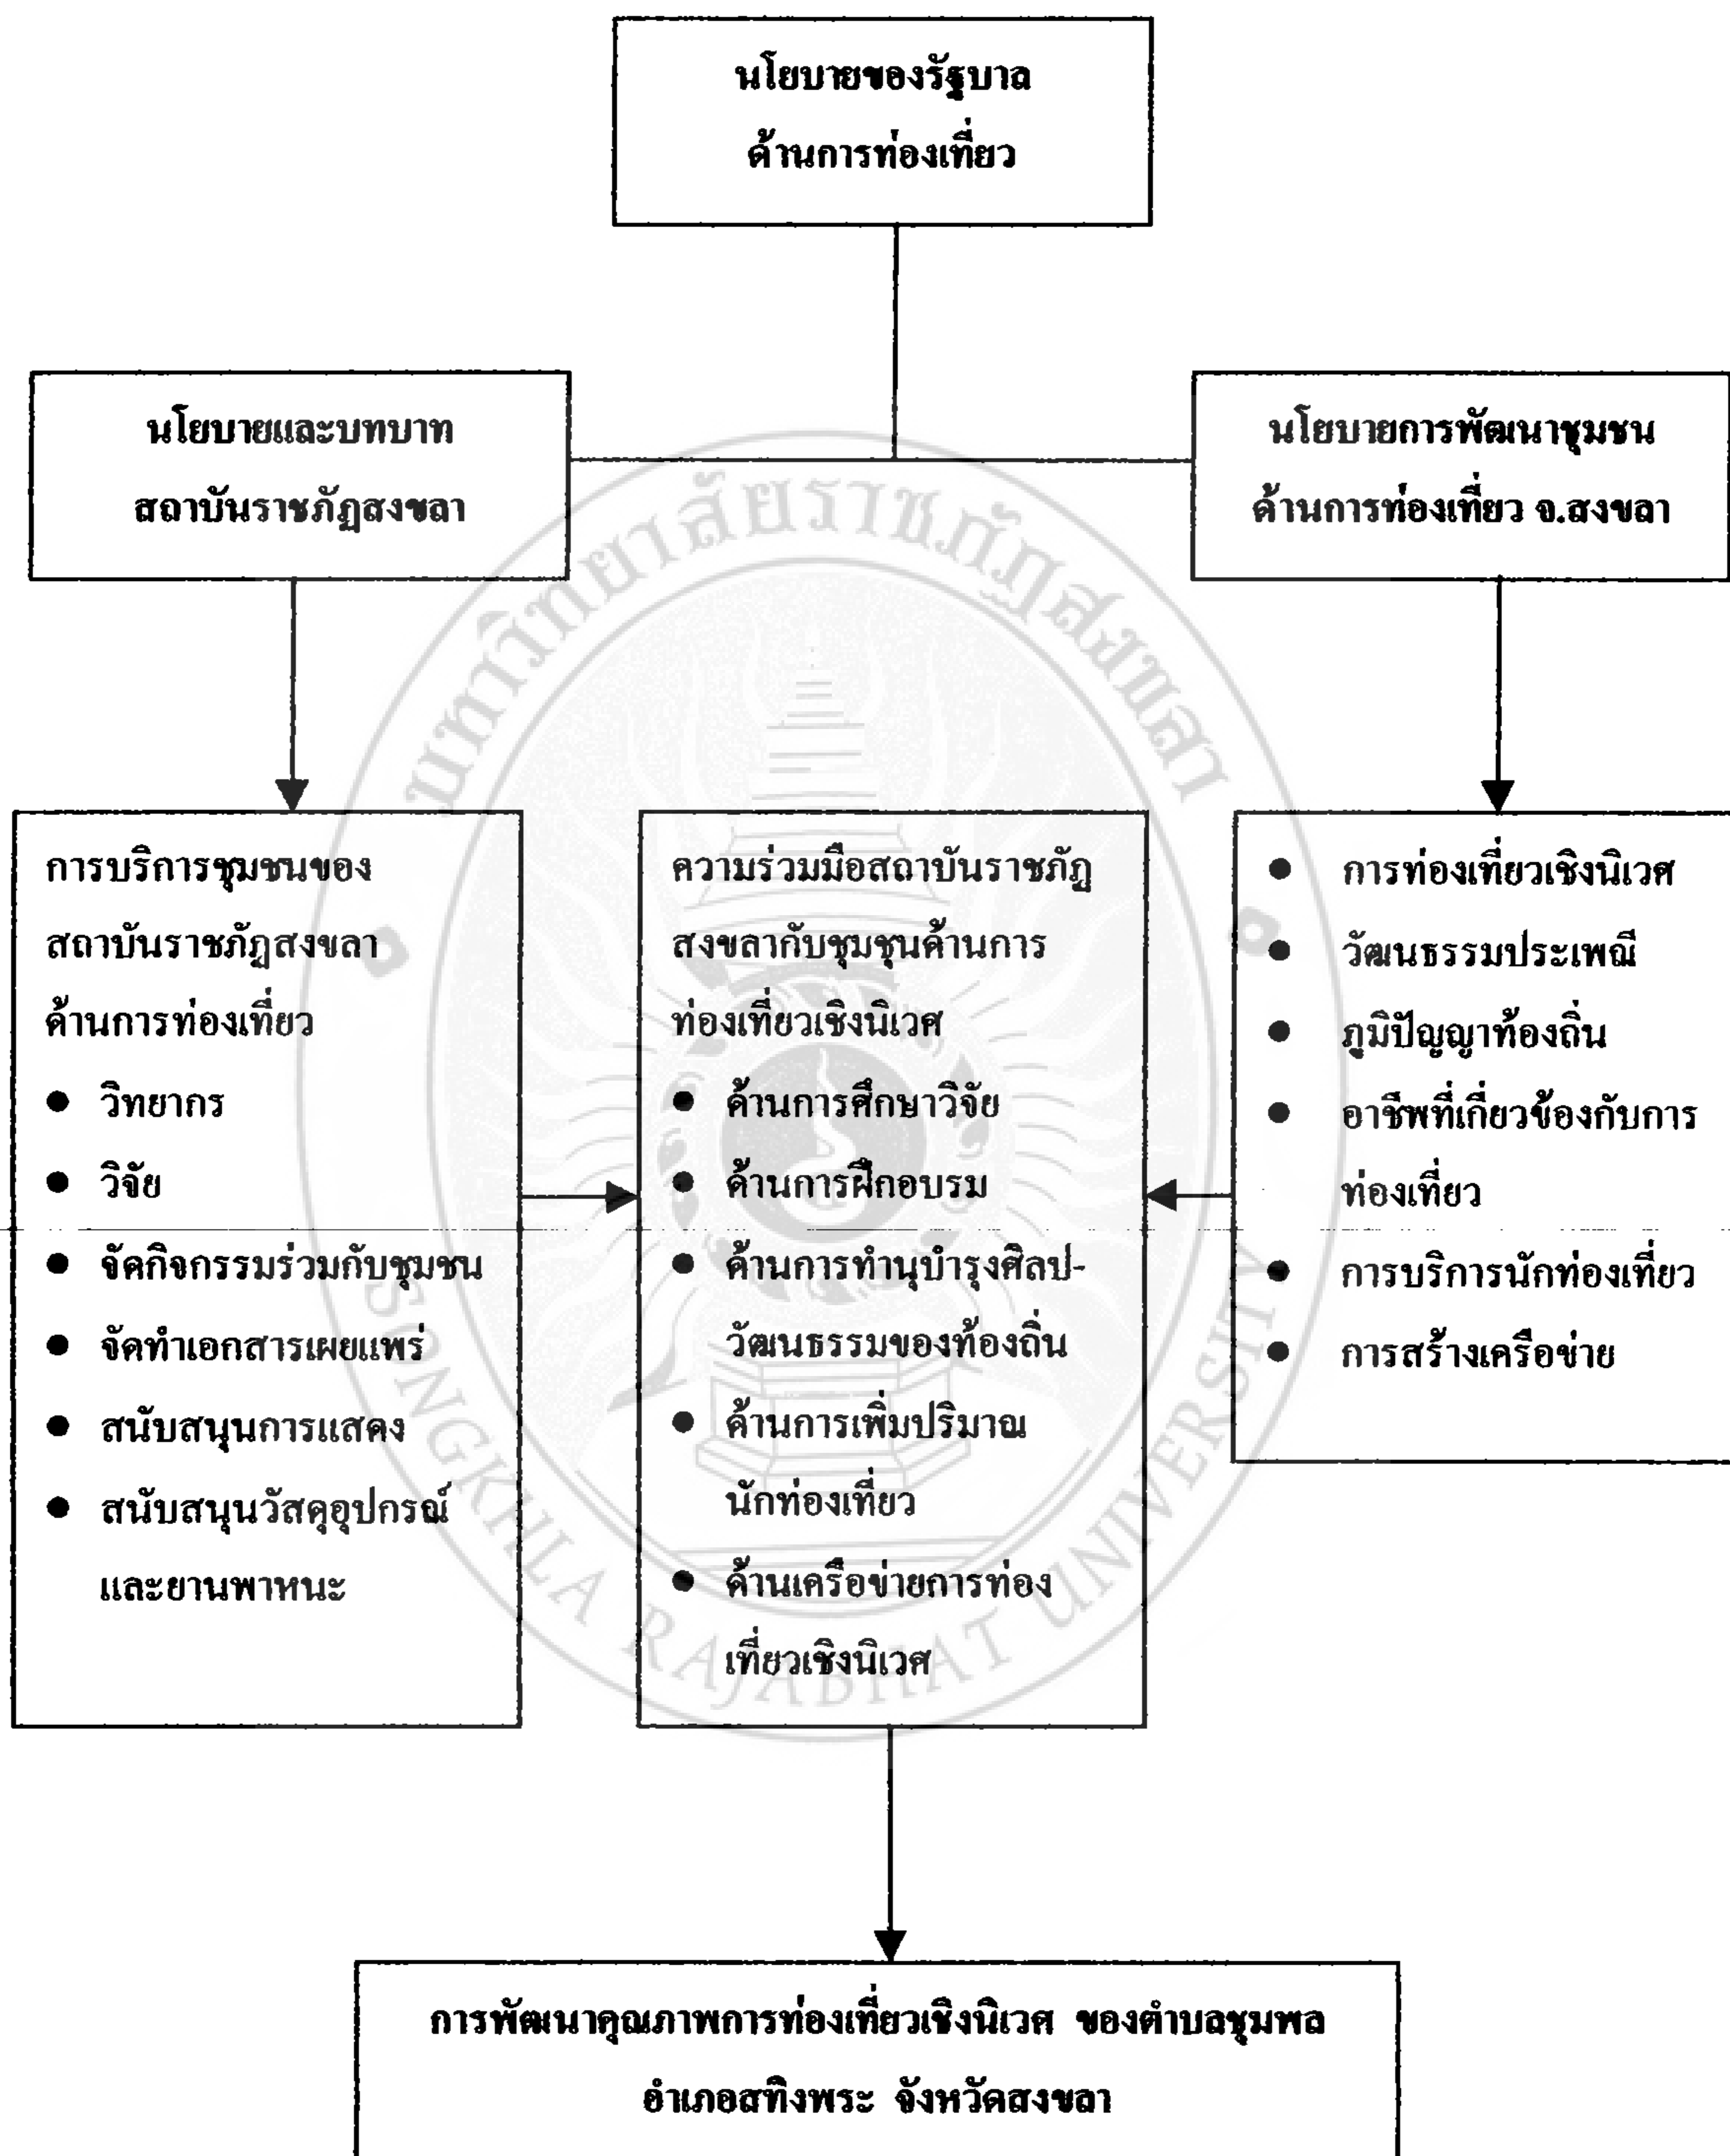 นโยบายของรัฐบาล
ด้านการท่องเที่ยว
นโยบายและบทบาท
สถาบันราชภัฏสงขลา
นโยบายการพัฒนาชุมชน
ด้านการท่องเที่ยว จ.สงขลา
การบริการชุมชนของ
สถาบันราชภัฏสงขลา
ด้านการท่องเที่ยว
● วิทยากร
● วิจัย
● จัดกิจกรรมร่วมกับชุมชน
● จัดทำเอกสารเผยแพร่
● สนับสนุนการแสดง
● สนับสนุนวัสดุอุปกรณ์
และยานพาหนะ
ความร่วมมือสถาบันราชภัฏ
สงขลากับชุมชุนด้านการ
ท่องเที่ยวเชิงนิเวศ
● ด้านการศึกษาวิจัย
● ด้านการฝึกอบรม
● ด้านการทำนุบำรุงศิลป-
วัฒนธรรมของท้องถิ่น
● ด้านการเพิ่มปริมาณ
นักท่องเที่ยว
● ด้านเครือข่ายการท่อง
เที่ยวเชิงนิเวศ
● การท่องเที่ยวเชิงนิเวศ
● วัฒนธรรมประเพณี
● ภูมิปัญญาท้องถิ่น
● อาชีพที่เกี่ยวข้องกับการ
ท่องเที่ยว
● การบริการนักท่องเที่ยว
● การสร้างเครือข่าย
การพัฒนาคุณภาพการท่องเที่ยวเชิงนิเวศ ของตำบลชุมพล
อำเภอสทิงพระ จังหวัดสงขลา
มหาวิทยาลัยราชภัฏสงขลา
SONGKHLA RAJABHAT UNIVERSITY